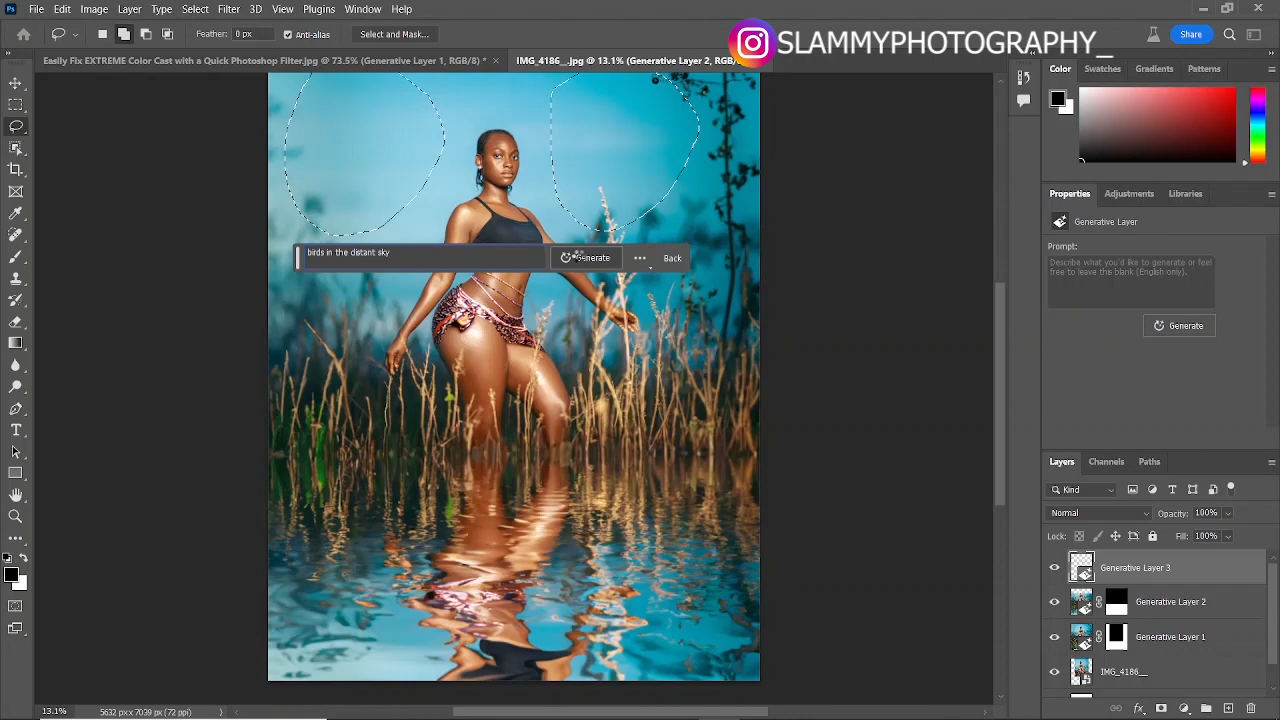 Ps File Edit Image Layer Type Select Filter 3D View Plugins Window Help
Feather: 0 px Anti-alias Select and Mask... Share
SLAMMYPHOTOGRAPHY_
Easily Fix EXTREME Color Cast with a Quick Photoshop Filter.jpg @ 73.5% (Generative Layer 1, RGB/8) * × IMG_4186__.jpg @ 13.1% (Generative Layer 2, RGB/8
Color Swatches Gradients Patterns
Properties Adjustments Libraries
Generative Layer
Prompt:
Describe what you'd like to generate or feel
free to leave this blank (English only).
Generate
birds in the distant sky Generate ... Back
Layers Channels Paths
Kind
Normal Opacity: 100%
Lock: Fill: 100%
Generative Layer 3
Generative Layer 2
Generative Layer 1
IMG_4186__
13.1% 5632 px x 7039 px (72 ppi)